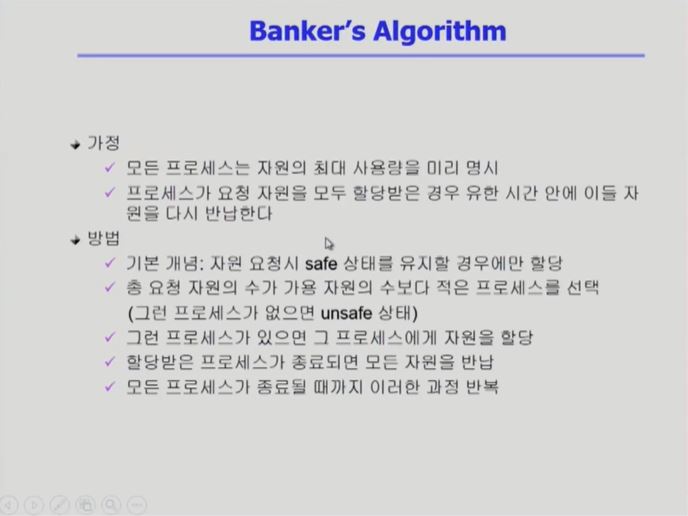 Banker's Algorithm
가정
모든 프로세스는 자원의 최대 사용량을 미리 명시
프로세스가 요청 자원을 모두 할당받은 경우 유한 시간 안에 이들 자
원을 다시 반납한다
방법
기본 개념: 자원 요청시 safe 상태를 유지할 경우에만 할당
총 요청 자원의 수가 가용 자원의 수보다 적은 프로세스를 선택
(그런 프로세스가 없으면 unsafe 상태)
그런 프로세스가 있으면 그 프로세스에게 자원을 할당
할당받은 프로세스가 종료되면 모든 자원을 반납
모든 프로세스가 종료될 때까지 이러한 과정 반복